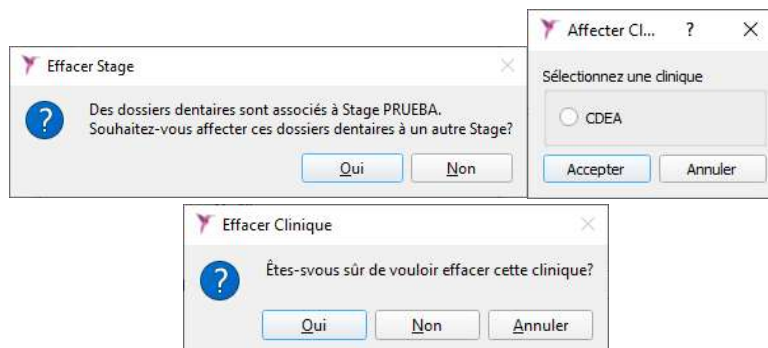 Effacer Stage
Des dossiers dentaires sont associés à Stage PRUEBA.
Souhaitez-vous affecter ces dossiers dentaires à un autre Stage?
Oui
Non
Affecter Cl... ?
Sélectionnez une clinique
CDEA
Accepter
Annuler
Effacer Clinique
Êtes-svous sûr de vouloir effacer cette clinique?
Oui
Non
Annuler